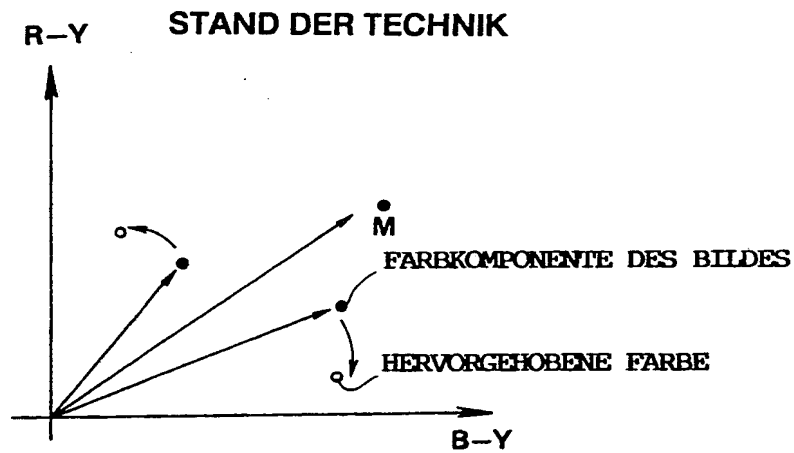 STAND DER TECHNIK
R–Y
M
FARBKOMPONENTE DES BILDES
HERVORGEHOBENE FARBE
B–Y